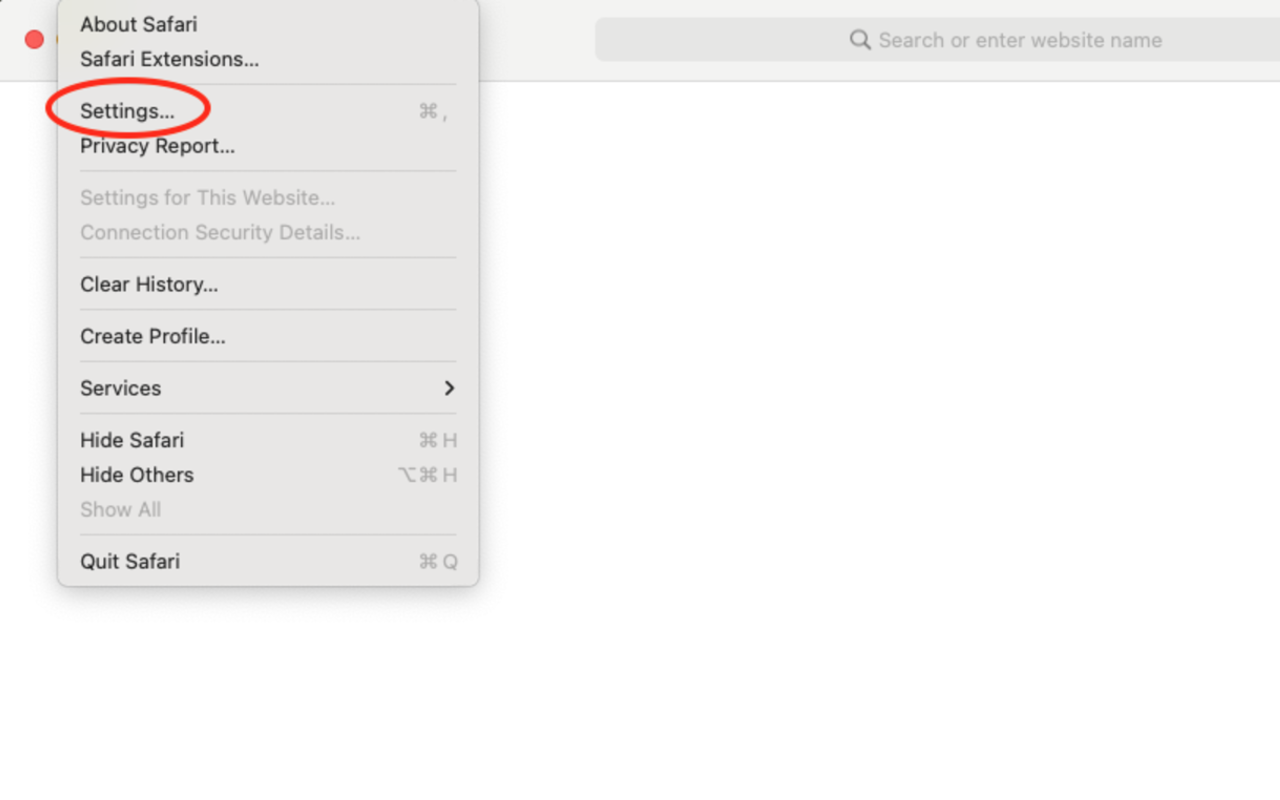 About Safari
Search or enter website name
Safari Extensions...
Settings... ⌘ ,
Privacy Report...
Settings for This Website...
Connection Security Details...
Clear History...
Create Profile...
Services
Hide Safari ⌘ H
Hide Others ⌥⌘ H
Show All
Quit Safari ⌘ Q